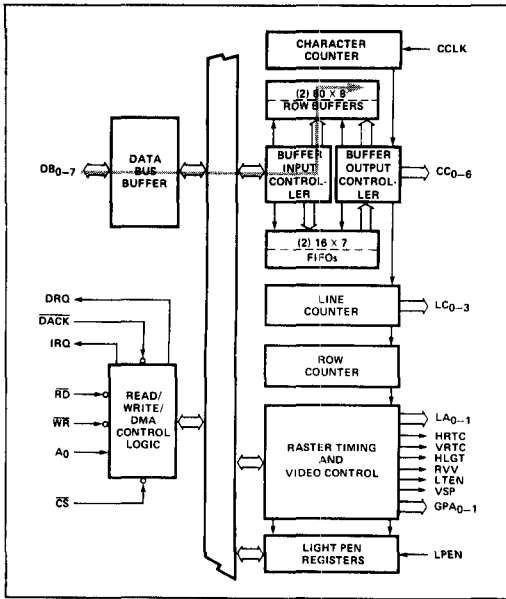 CHARACTER
COUNTER
CCLK
(2) 80 × 8
ROW BUFFERS
DB0-7
DATA
BUS
BUFFER
BUFFER
INPUT
CONTROL-
LER
BUFFER
OUTPUT
CONTROL-
LER
CC0-6
(2) 16 × 7
FIFOs
DRQ
DACK
IRQ
LINE
COUNTER
LC0-3
ROW
COUNTER
RD
WR
A0
CS
READ/
WRITE/
DMA
CONTROL
LOGIC
RASTER TIMING
AND
VIDEO CONTROL
LA0-1
HRTC
VRTC
HLGT
RVV
LTEN
VSP
GPA0-1
LIGHT PEN
REGISTERS
LPEN